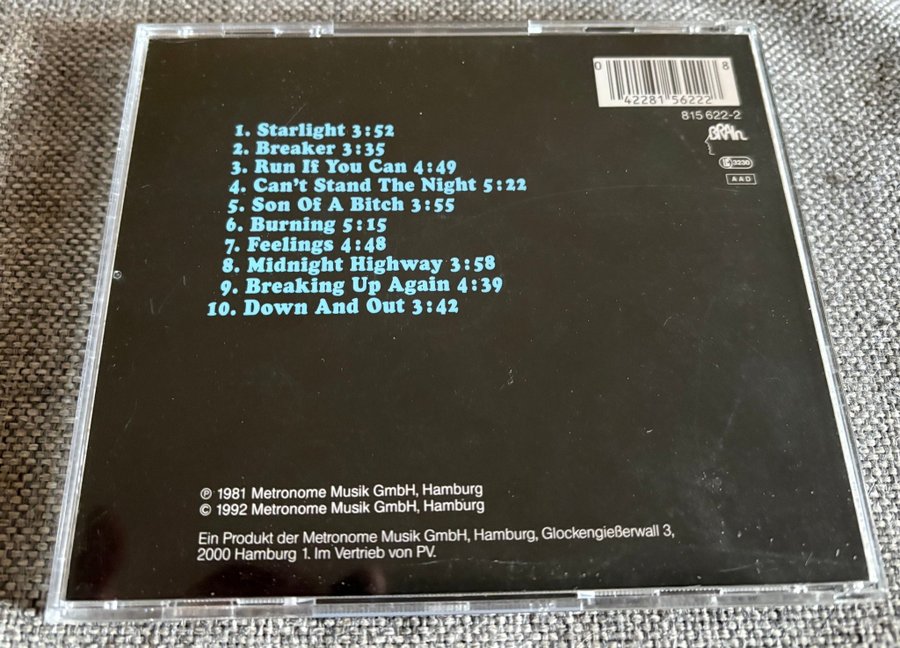 0 8
42281 56222
815 622-2
BRAIN
LC 3230
AAD
1. Starlight 3:52
2. Breaker 3:35
3. Run If You Can 4:49
4. Can't Stand The Night 5:22
5. Son Of A Bitch 3:55
6. Burning 5:15
7. Feelings 4:48
8. Midnight Highway 3:58
9. Breaking Up Again 4:39
10. Down And Out 3:42
℗ 1981 Metronome Musik GmbH, Hamburg
© 1992 Metronome Musik GmbH, Hamburg
Ein Produkt der Metronome Musik GmbH, Hamburg, Glockengießerwall 3,
2000 Hamburg 1. Im Vertrieb von PV.